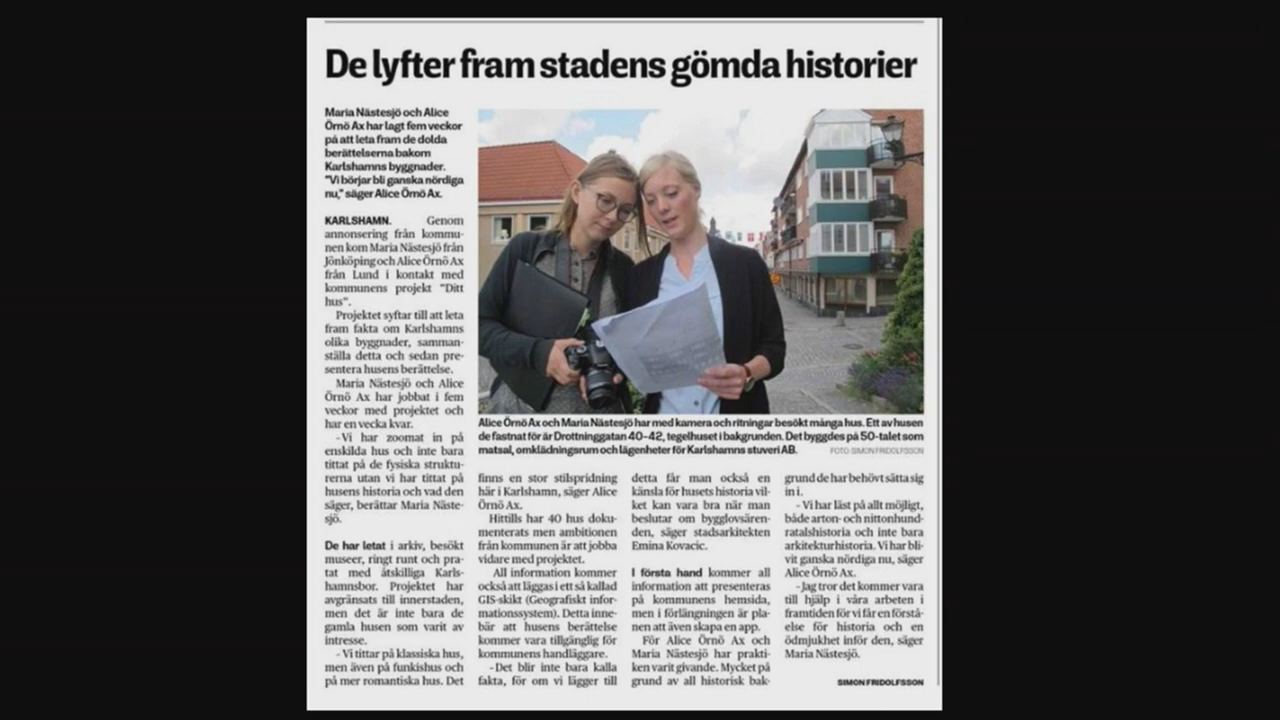 De lyfter fram stadens gömda historier
Maria Nästesjö och Alice
Örnö Ax har lagt fem veckor
på att leta fram de dolda
berättelserna bakom
Karlshamns byggnader.
"Vi börjar bli ganska nördiga
nu," säger Alice Örnö Ax.
KARLSHAMN. Genom
annonsering från kommu-
nen kom Maria Nästesjö från
Jönköping och Alice Örnö Ax
från Lund i kontakt med
kommunens projekt "Ditt
hus".
Projektet syftar till att leta
fram fakta om Karlshamns
olika byggnader, samman-
ställa detta och sedan pre-
sentera husens berättelse.
Maria Nästesjö och Alice
Örnö Ax har jobbat i fem
veckor med projektet och
har en vecka kvar.
- Vi har zoomat in på
enskilda hus och inte bara
tittat på de fysiska struktu-
rerna utan vi har tittat på
husens historia och vad den
säger, berättar Maria Näste-
sjö.
De har letat i arkiv, besökt
museer, ringt runt och pra-
tat med åtskilliga Karls-
hamnsbor. Projektet har
avgränsats till innerstaden,
men det är inte bara de
gamla husen som varit av
intresse.
- Vi tittar på klassiska hus,
men även på funkishus och
på mer romantiska hus. Det
Alice Örnö Ax och Maria Nästesjö har med kamera och ritningar besökt många hus. Ett av husen
de fastnat för är Drottninggatan 40-42, tegelhuset i bakgrunden. Det byggdes på 50-talet som
matsal, omklädningsrum och lägenheter för Karlshamns stuveri AB. FOTO: SIMON FRIDOLFSSON
finns en stor stilspridning
här i Karlshamn, säger Alice
Örnö Ax.
Hittills har 40 hus doku-
menterats men ambitionen
från kommunen är att jobba
vidare med projektet.
All information kommer
också att läggas i ett så kallad
GIS-skikt (Geografiskt infor-
mationssystem). Detta inne-
bär att husens berättelse
kommer vara tillgänglig för
kommunens handläggare.
- Det blir inte bara kalla
fakta, för om vi lägger till
detta får man också en
känsla för husets historia vil-
ket kan vara bra när man
beslutar om bygglovsären-
den, säger stadsarkitekten
Emina Kovacic.
I första hand kommer all
information att presenteras
på kommunens hemsida,
men i förlängningen är pla-
nen att även skapa en app.
För Alice Örnö Ax och
Maria Nästesjö har prakti-
ken varit givande. Mycket på
grund av all historisk bak-
grund de har behövt sätta sig
in i.
- Vi har läst på allt möjligt,
både arton- och nittonhund-
ratalshistoria och inte bara
arkitekturhistoria. Vi har bli-
vit ganska nördiga nu, säger
Alice Örnö Ax.
- Jag tror det kommer vara
till hjälp i våra arbeten i
framtiden för vi får en förstå-
else för historia och en
ödmjukhet inför den, säger
Maria Nästesjö.
SIMON FRIDOLFSSON